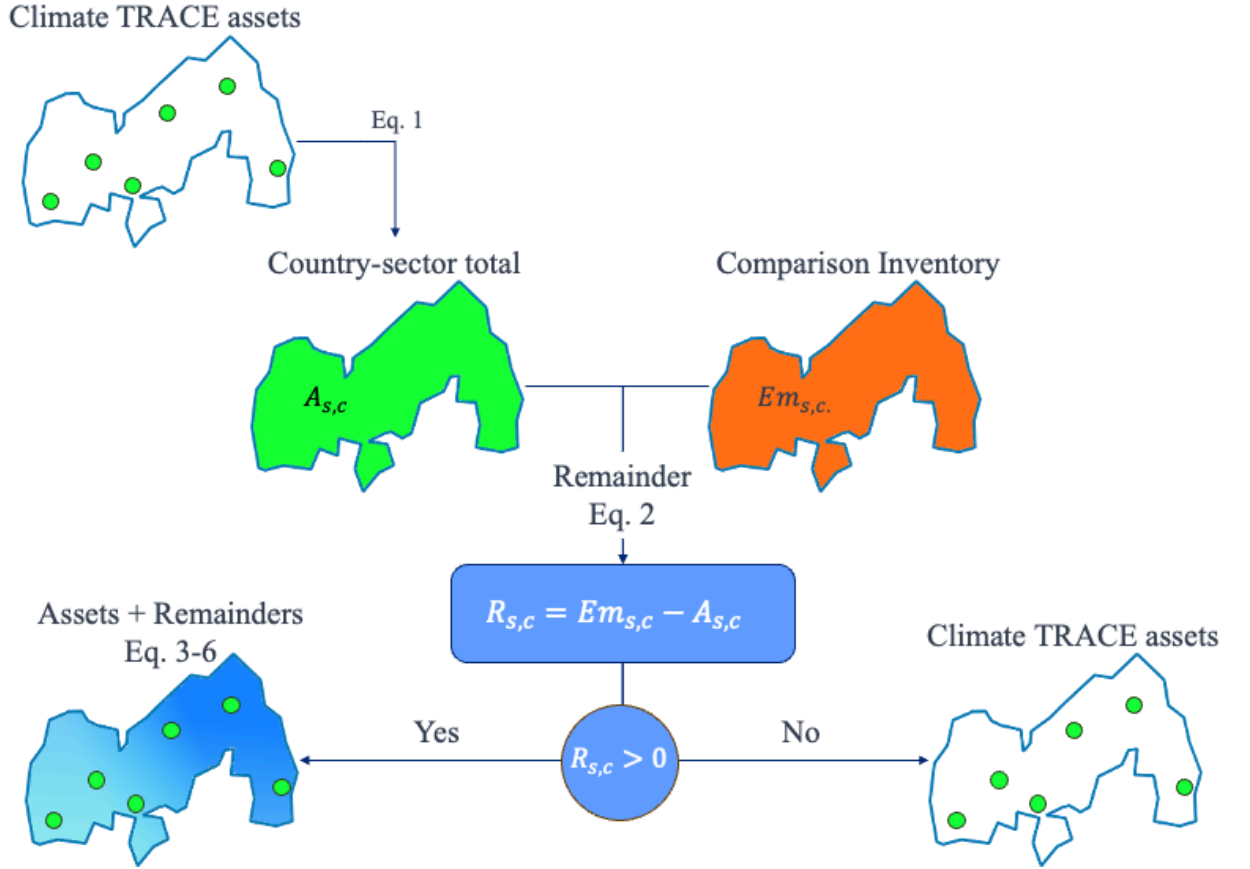 Climate TRACE assets
Eq. 1
Country-sector total
Comparison Inventory
A_{s,c}
Em_{s,c.}
Remainder
Eq. 2
R_{s,c} = Em_{s,c} − A_{s,c}
Assets + Remainders
Eq. 3-6
Climate TRACE assets
Yes
R_{s,c} > 0
No